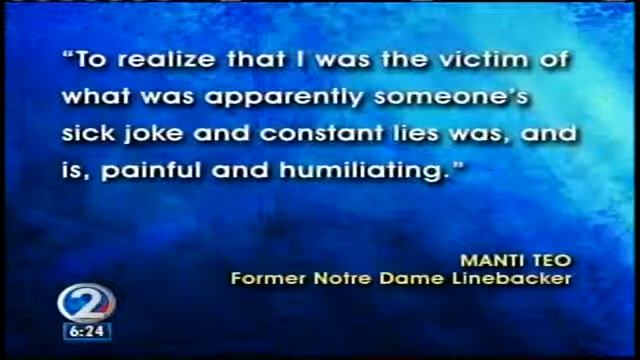 “To realize that I was the victim of
what was apparently someone’s
sick joke and constant lies was, and
is, painful and humiliating.”
MANTI TEO
Former Notre Dame Linebacker
2
6:24